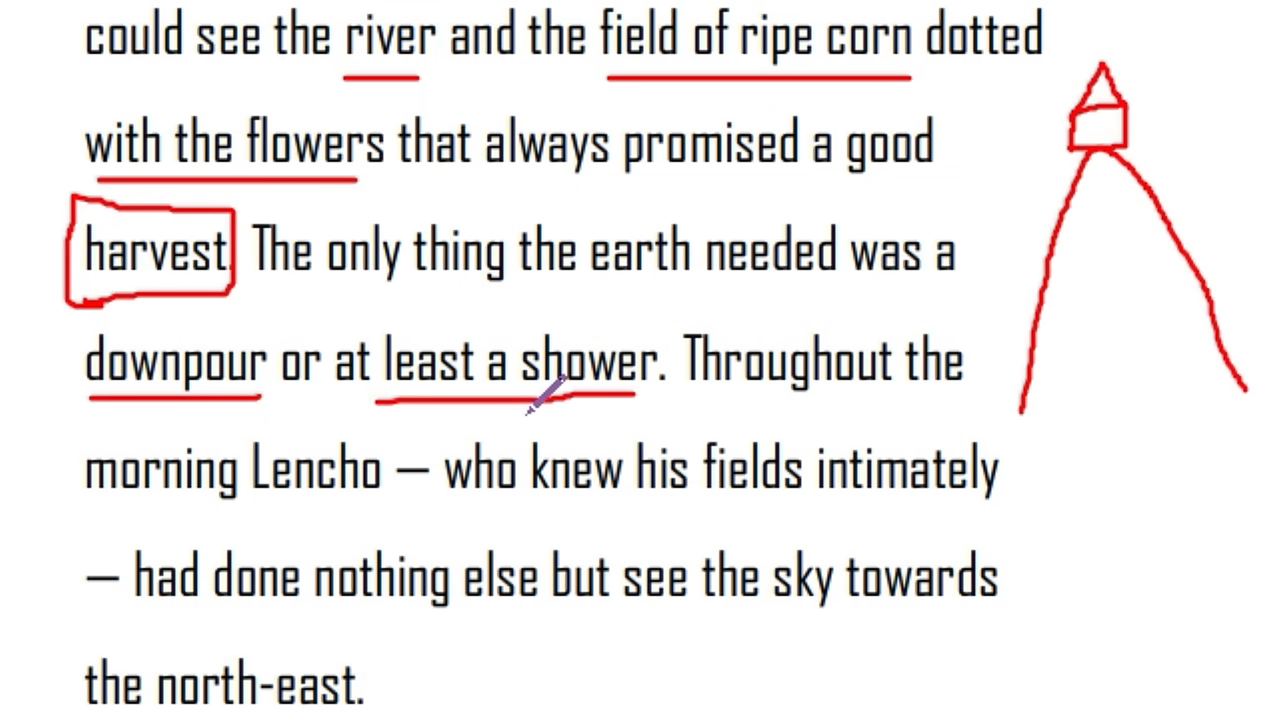 could see the river and the field of ripe corn dotted
with the flowers that always promised a good
harvest. The only thing the earth needed was a
downpour or at least a shower. Throughout the
morning Lencho — who knew his fields intimately
— had done nothing else but see the sky towards
the north-east.